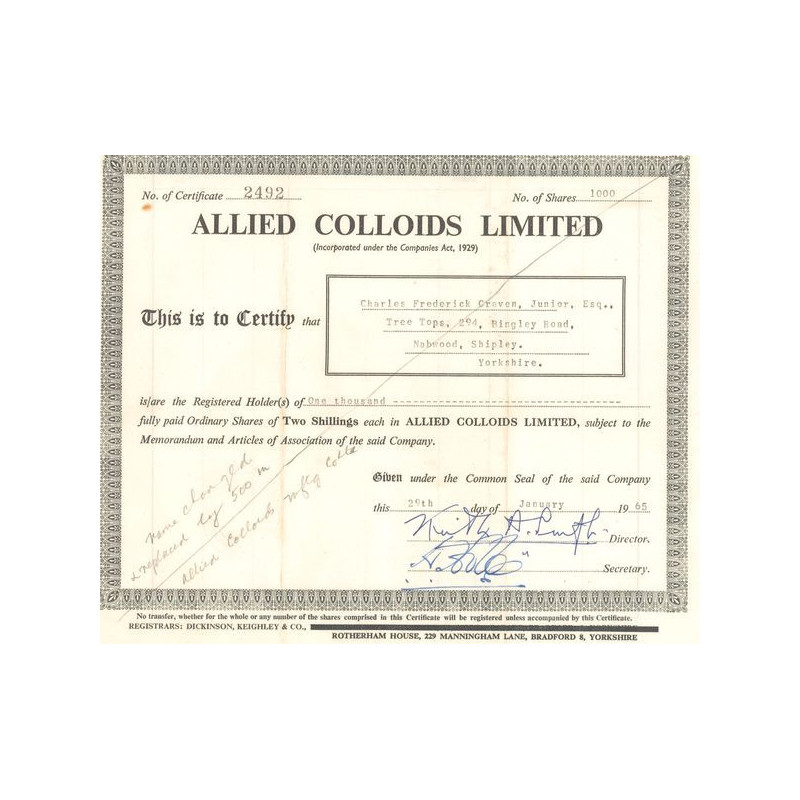 No. of Certificate 2492 No. of Shares 1000
ALLIED COLLOIDS LIMITED
(Incorporated under the Companies Act, 1929)
This is to Certify that
Charles Frederick Craven, Junior, Esq.,
Tree Tops, 294, Bingley Road,
Nobwood, Shipley.
Yorkshire.
is/are the Registered Holder(s) of One thousand
fully paid Ordinary Shares of Two Shillings each in ALLIED COLLOIDS LIMITED, subject to the
Memorandum and Articles of Association of the said Company.
Given under the Common Seal of the said Company
this 29th day of January 1965
Director.
Secretary.
name changed
& replaced by 500 in
Allied Colloids mfg
No transfer, whether for the whole or any number of the shares comprised in this Certificate will be registered unless accompanied by this Certificate.
REGISTRARS: DICKINSON, KEIGHLEY & CO.,
ROTHERHAM HOUSE, 229 MANNINGHAM LANE, BRADFORD 8, YORKSHIRE